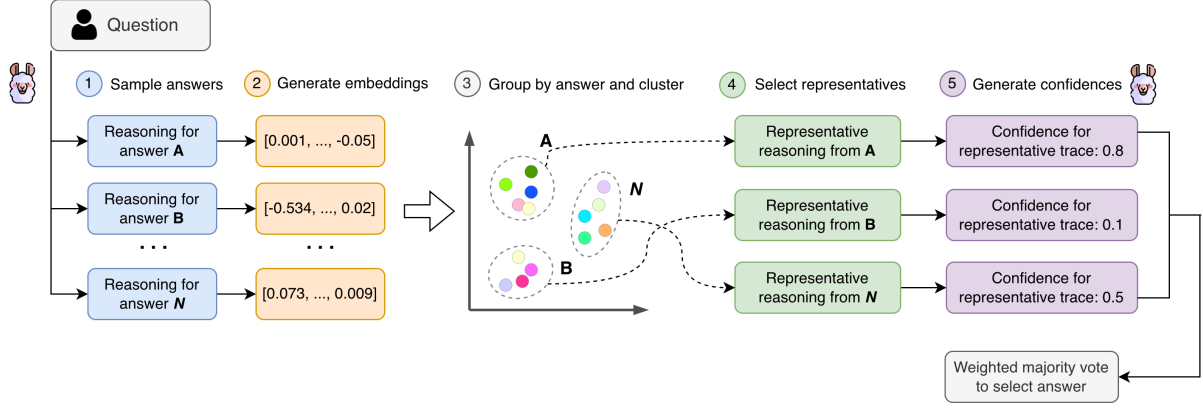 Question
1 Sample answers
2 Generate embeddings
3 Group by answer and cluster
4 Select representatives
5 Generate confidences
Reasoning for
answer A
[0.001, ..., -0.05]
A
Representative
reasoning from A
Confidence for
representative trace: 0.8
Reasoning for
answer B
[-0.534, ..., 0.02]
N
Representative
reasoning from B
Confidence for
representative trace: 0.1
...
...
B
Reasoning for
answer N
[0.073, ..., 0.009]
Representative
reasoning from N
Confidence for
representative trace: 0.5
Weighted majority vote
to select answer